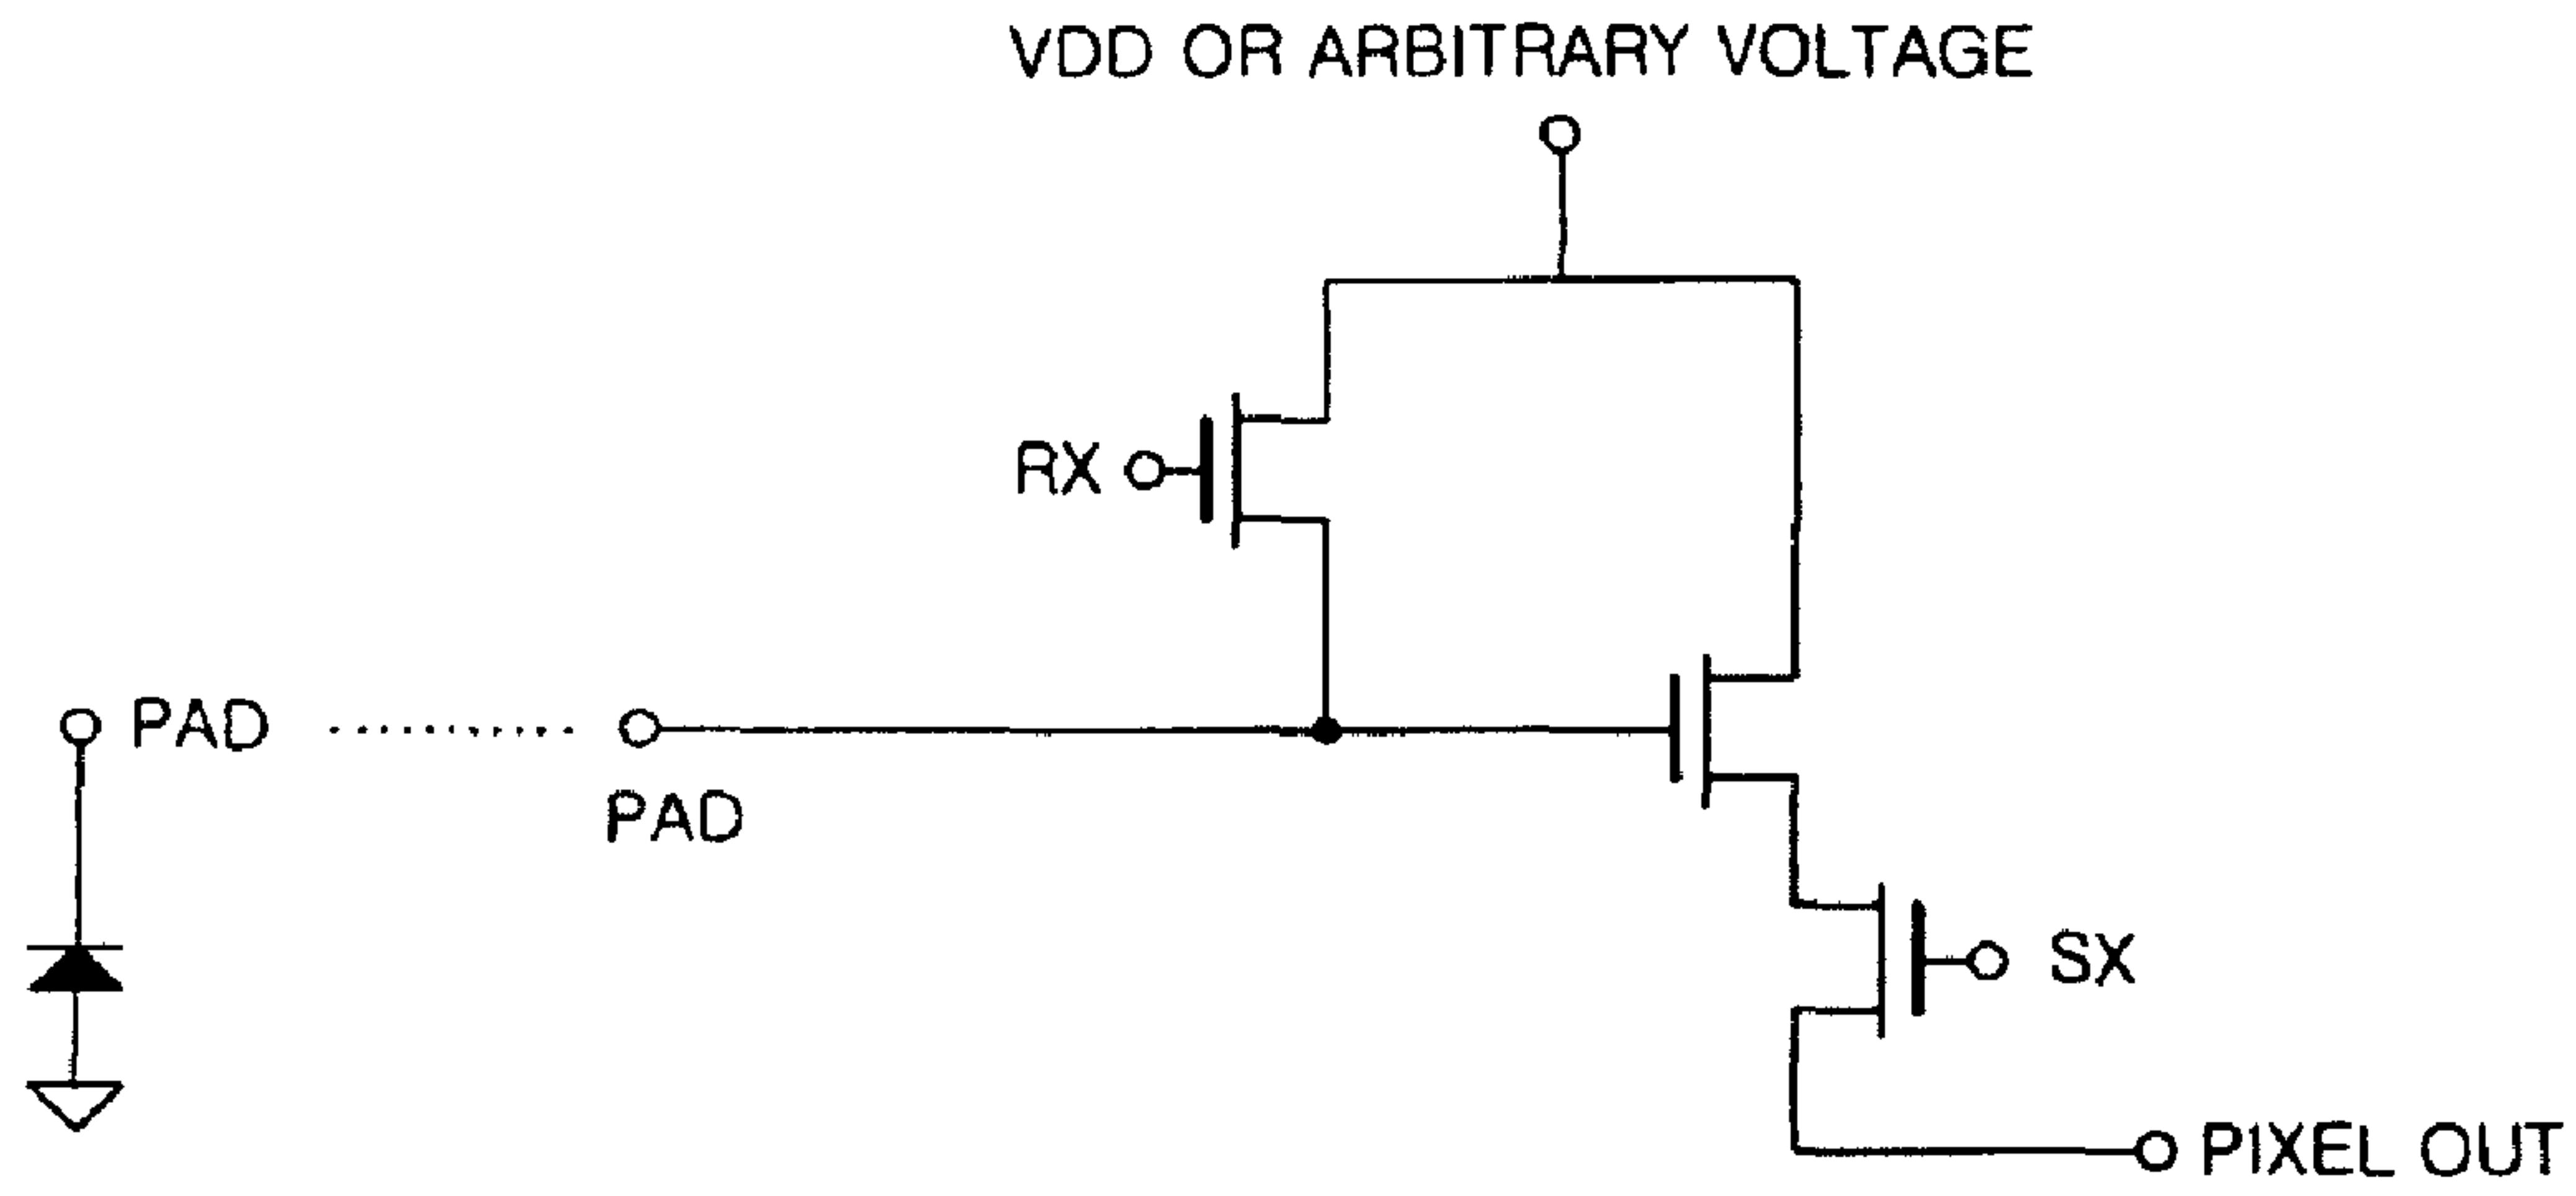 VDD OR ARBITRARY VOLTAGE
RX
PAD
PAD
SX
PIXEL OUT